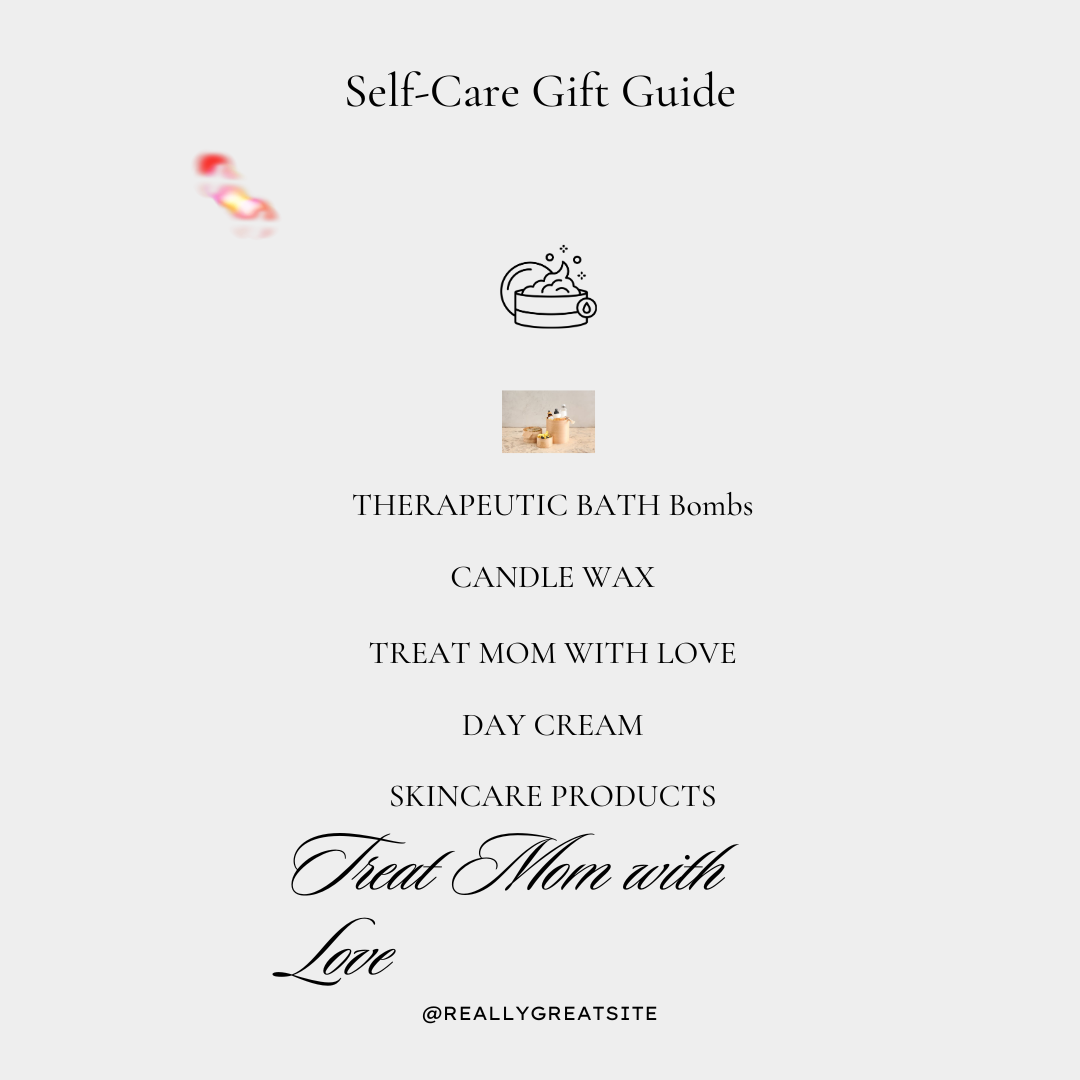 Self-Care Gift Guide
THERAPEUTIC BATH Bombs
CANDLE WAX
TREAT MOM WITH LOVE
DAY CREAM
SKINCARE PRODUCTS
Treat Mom with
Love
@REALLYGREATSITE